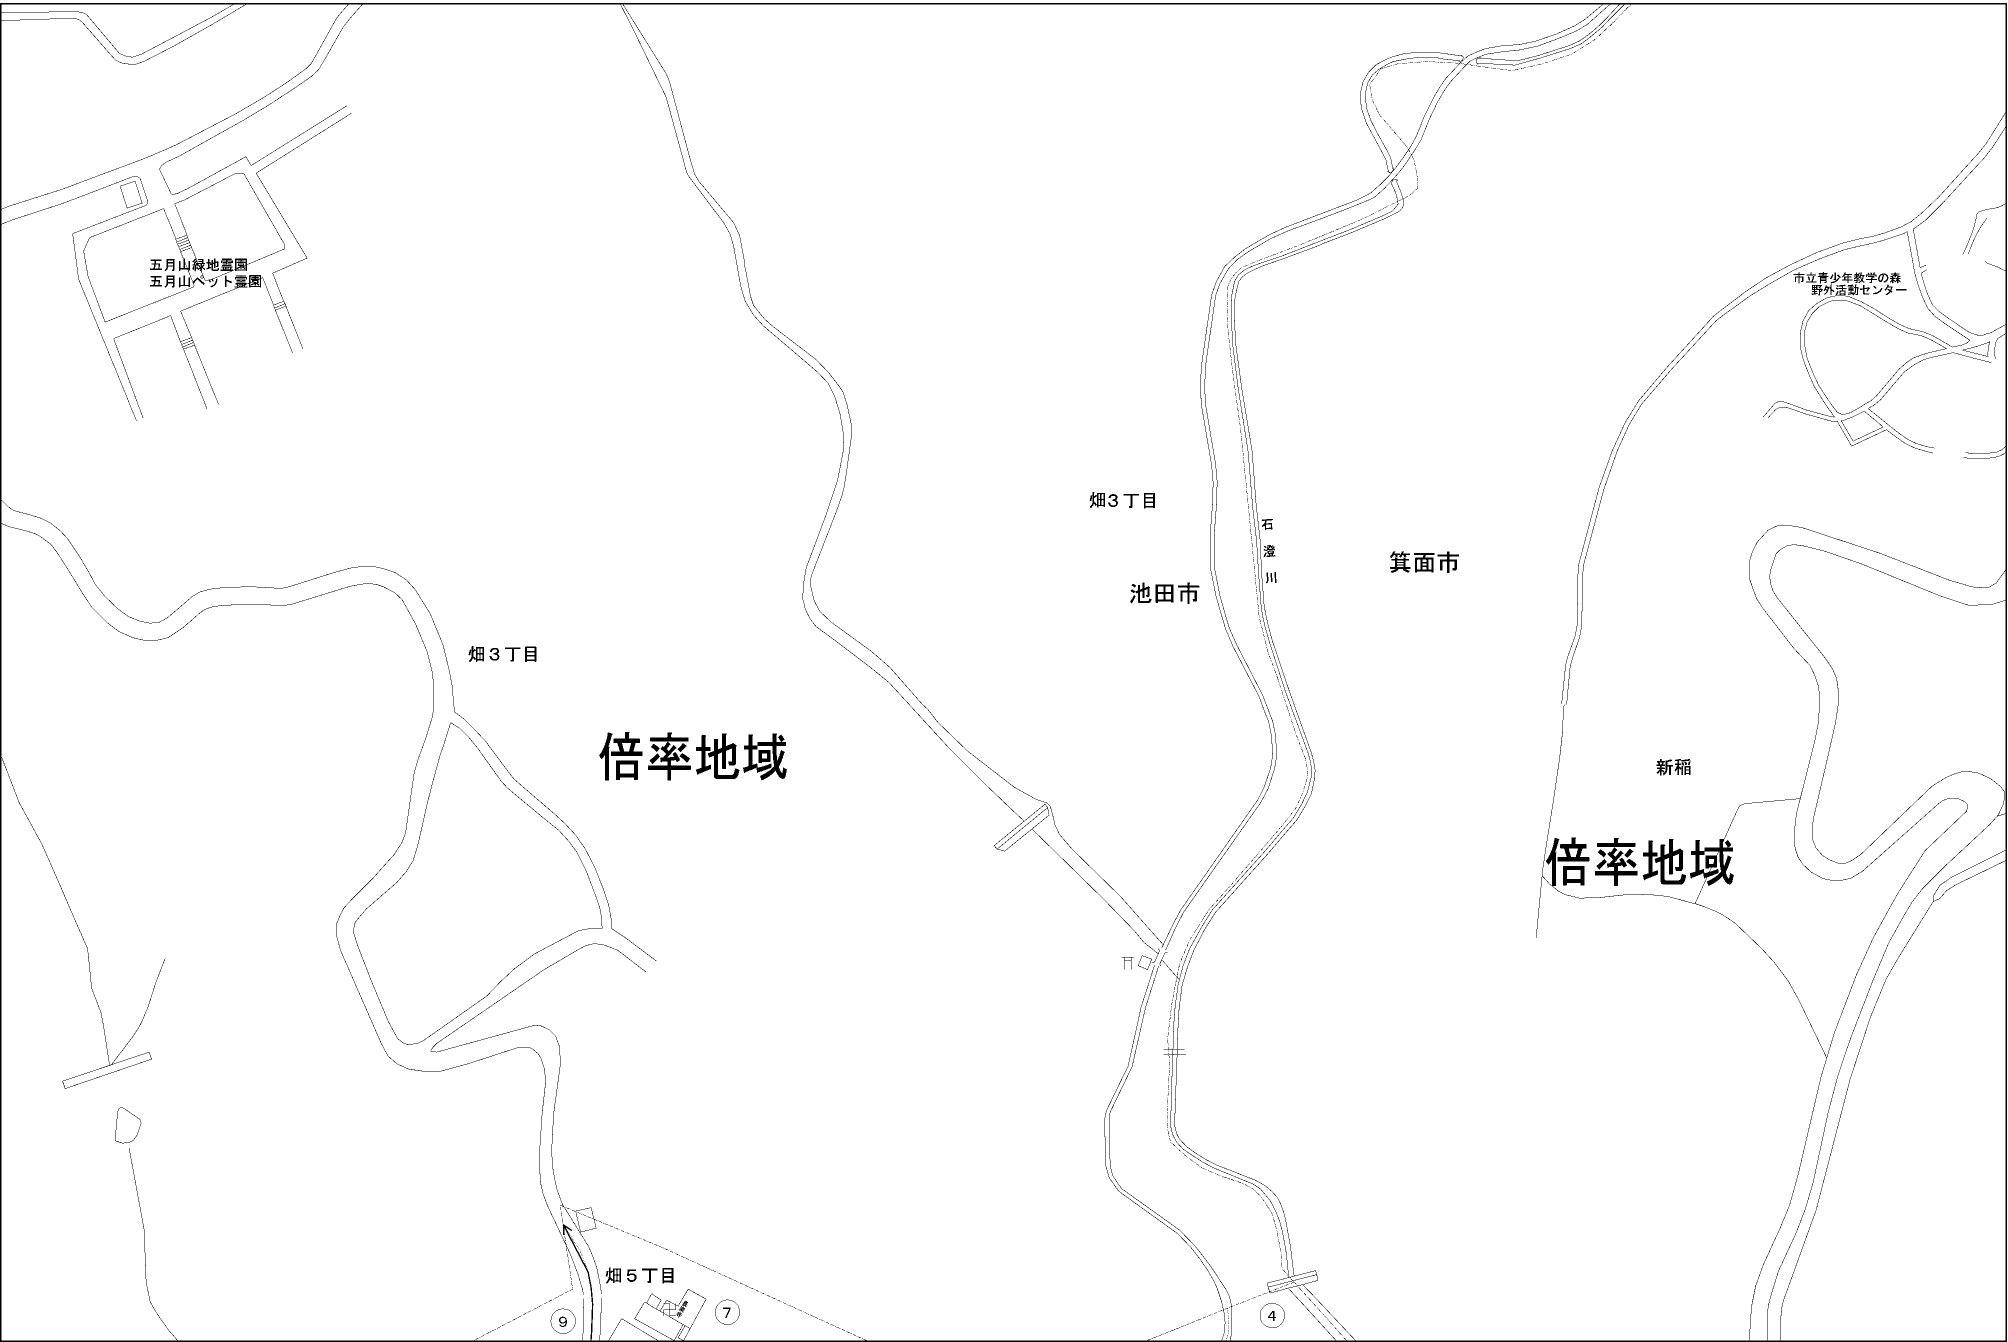 五月山緑地霊園
五月山ペット霊園
市立青少年教学の森
野外活動センター
畑3丁目
石澄川
箕面市
池田市
畑3丁目
倍率地域
新稲
倍率地域
畑5丁目
9
7
4